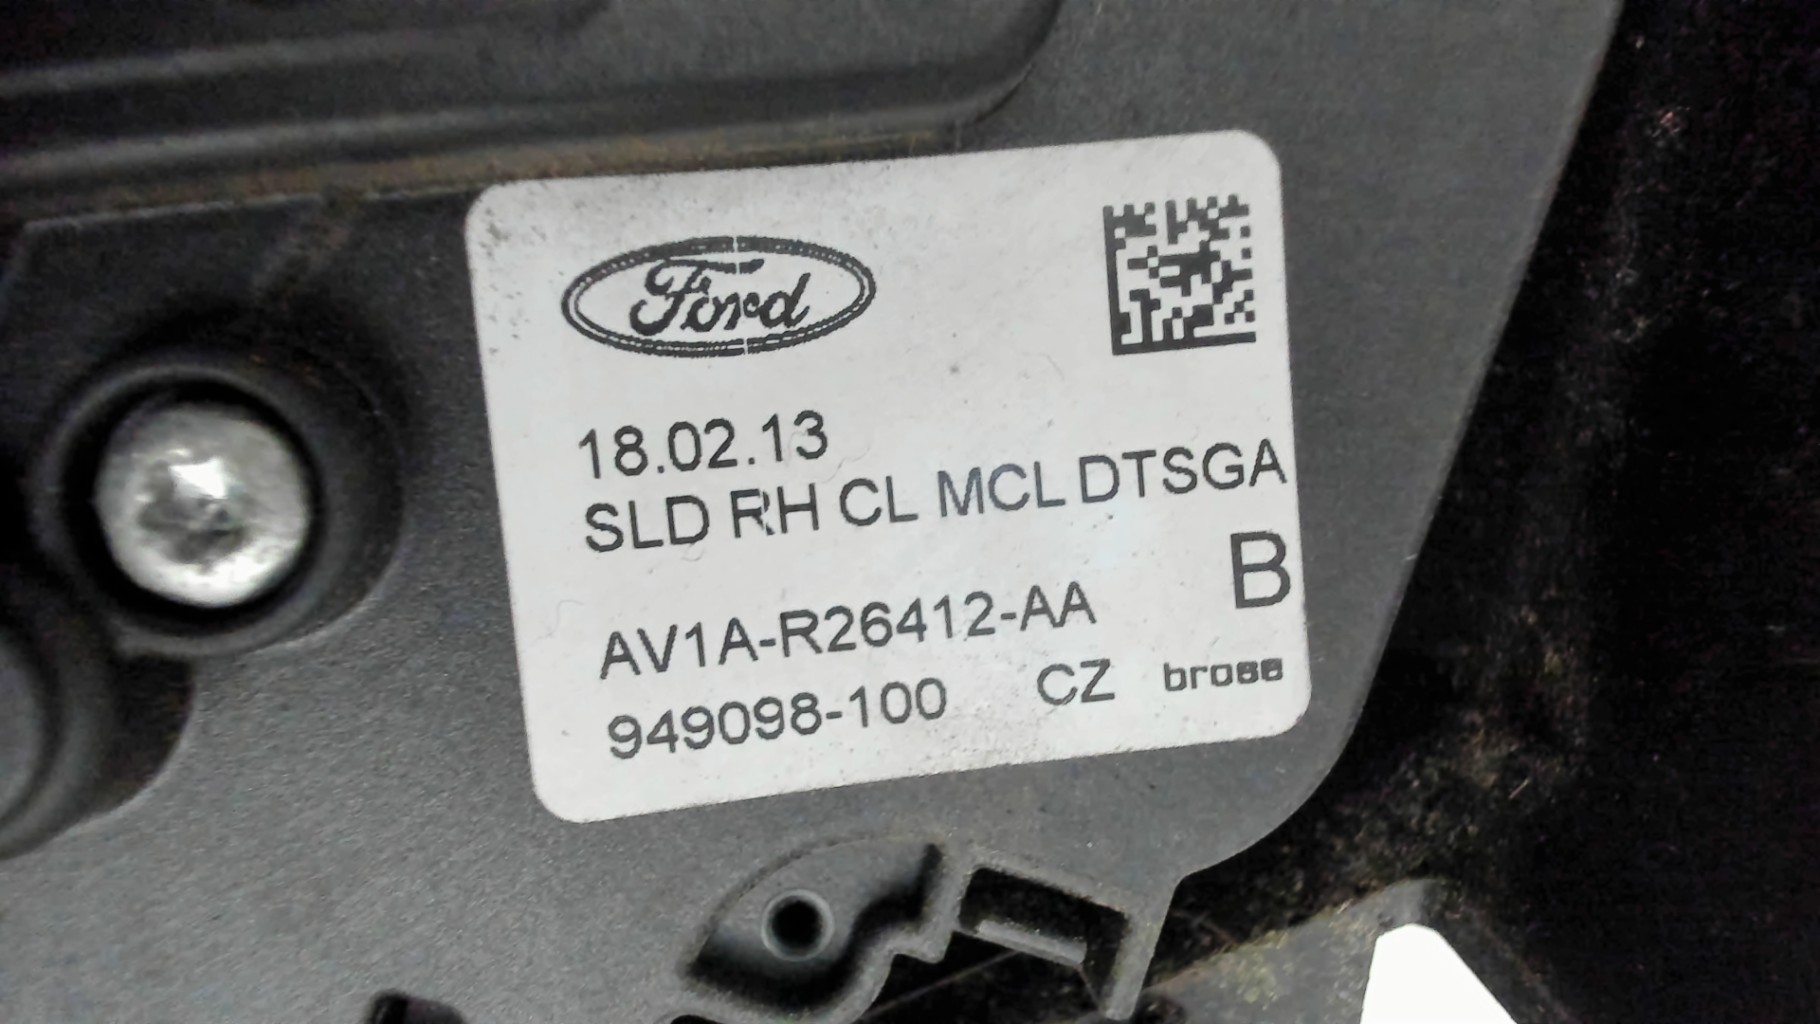 Ford
18.02.13
SLD RH CL MCL DTSGA
B
AV1A-R26412-AA
949098-100 CZ brose